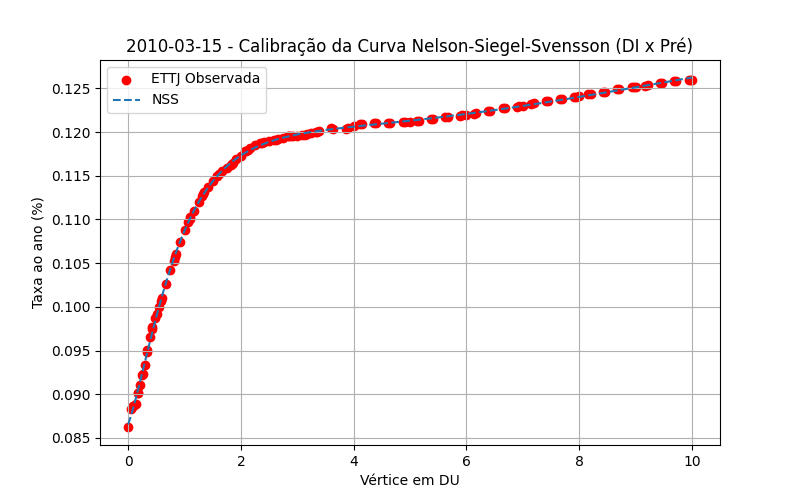 2010-03-15 - Calibração da Curva Nelson-Siegel-Svensson (DI x Pré)
ETTJ Observada
NSS
Taxa ao ano (%)
0.125
0.120
0.115
0.110
0.105
0.100
0.095
0.090
0.085
0 2 4 6 8 10
Vértice em DU